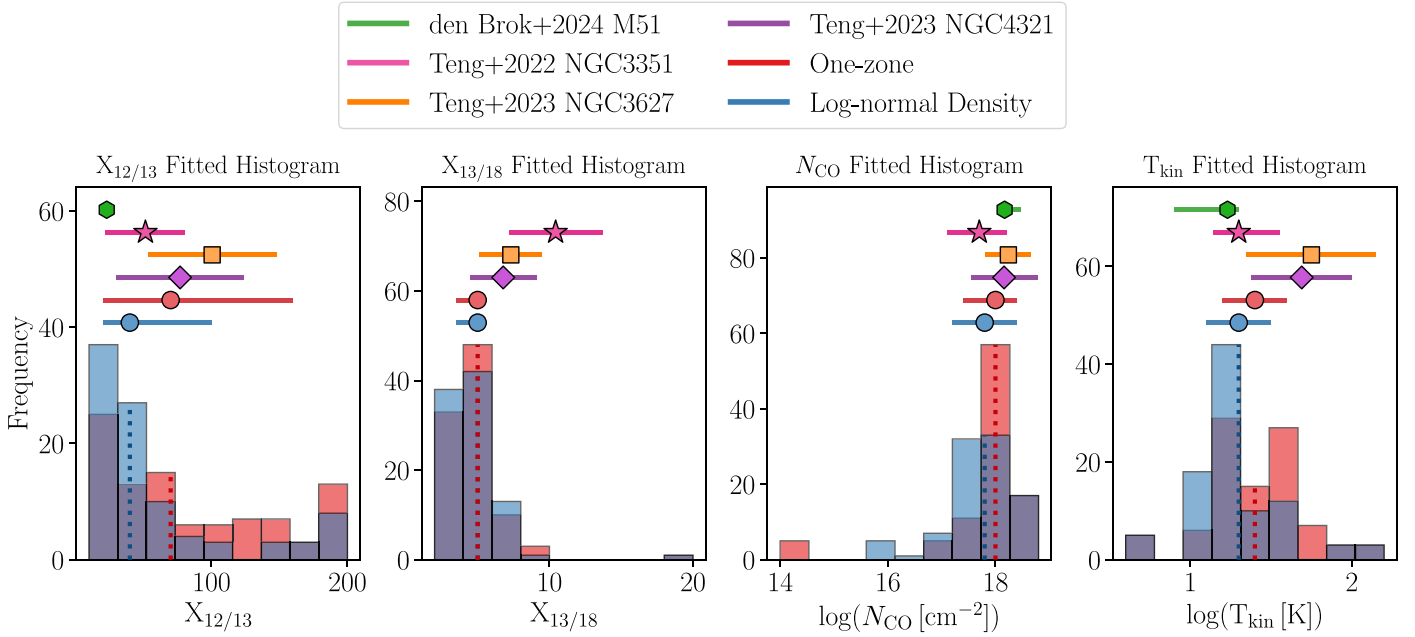 den Brok+2024 M51
Teng+2022 NGC3351
Teng+2023 NGC3627
Teng+2023 NGC4321
One-zone
Log-normal Density
X12/13 Fitted Histogram
X13/18 Fitted Histogram
NCO Fitted Histogram
Tkin Fitted Histogram
Frequency
60
40
20
0
100
200
X12/13
80
60
40
20
0
10
20
X13/18
80
60
40
20
0
14
16
18
log(NCO [cm−2])
60
40
20
0
1
2
log(Tkin [K])